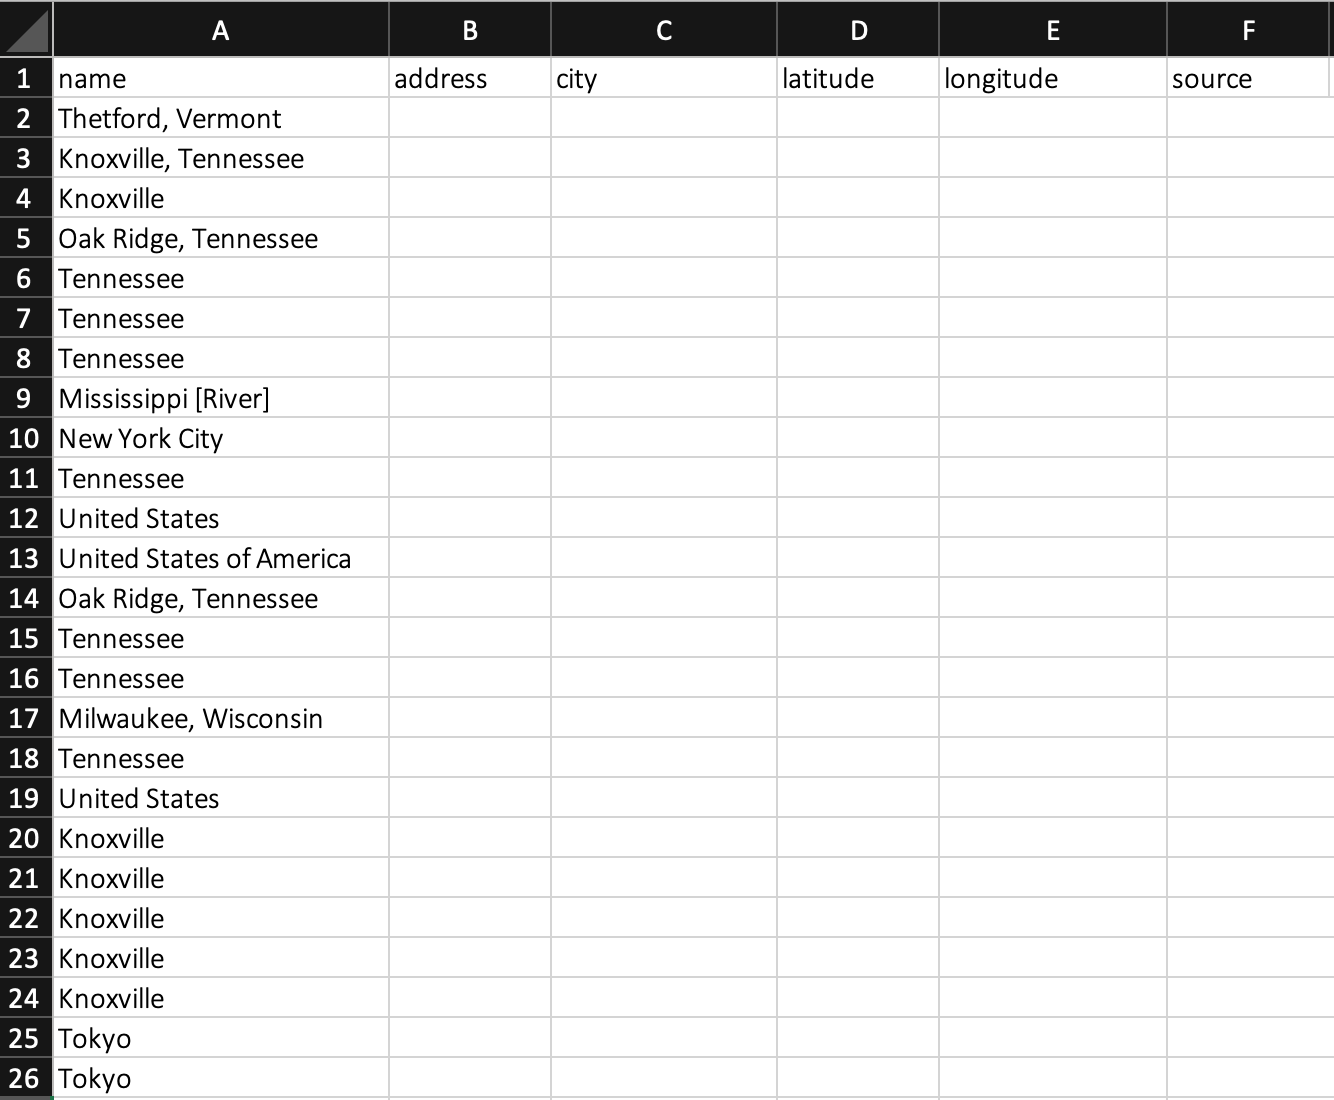 A B C D E F
1 name address city latitude longitude source
2 Thetford, Vermont
3 Knoxville, Tennessee
4 Knoxville
5 Oak Ridge, Tennessee
6 Tennessee
7 Tennessee
8 Tennessee
9 Mississippi [River]
10 New York City
11 Tennessee
12 United States
13 United States of America
14 Oak Ridge, Tennessee
15 Tennessee
16 Tennessee
17 Milwaukee, Wisconsin
18 Tennessee
19 United States
20 Knoxville
21 Knoxville
22 Knoxville
23 Knoxville
24 Knoxville
25 Tokyo
26 Tokyo